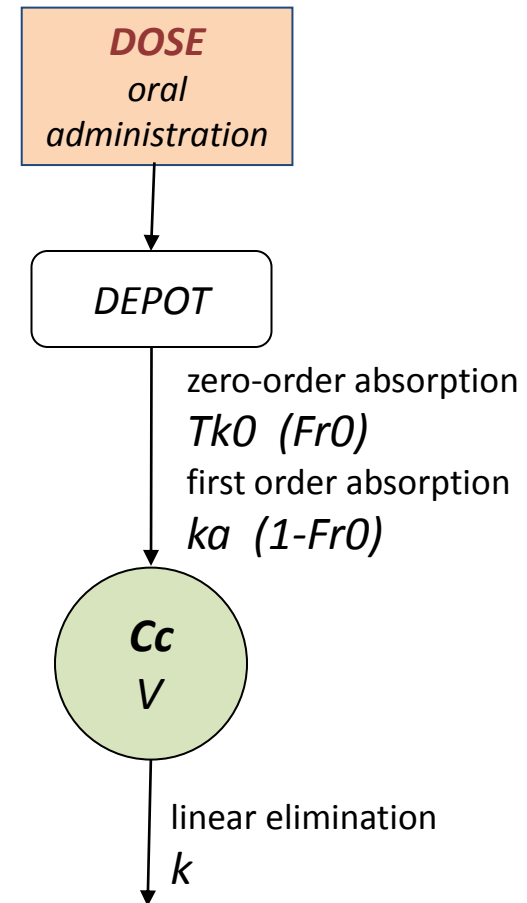 DOSE
oral
administration
DEPOT
zero-order absorption
Tk0 (Fr0)
first order absorption
ka (1-Fr0)
Cc
V
linear elimination
k